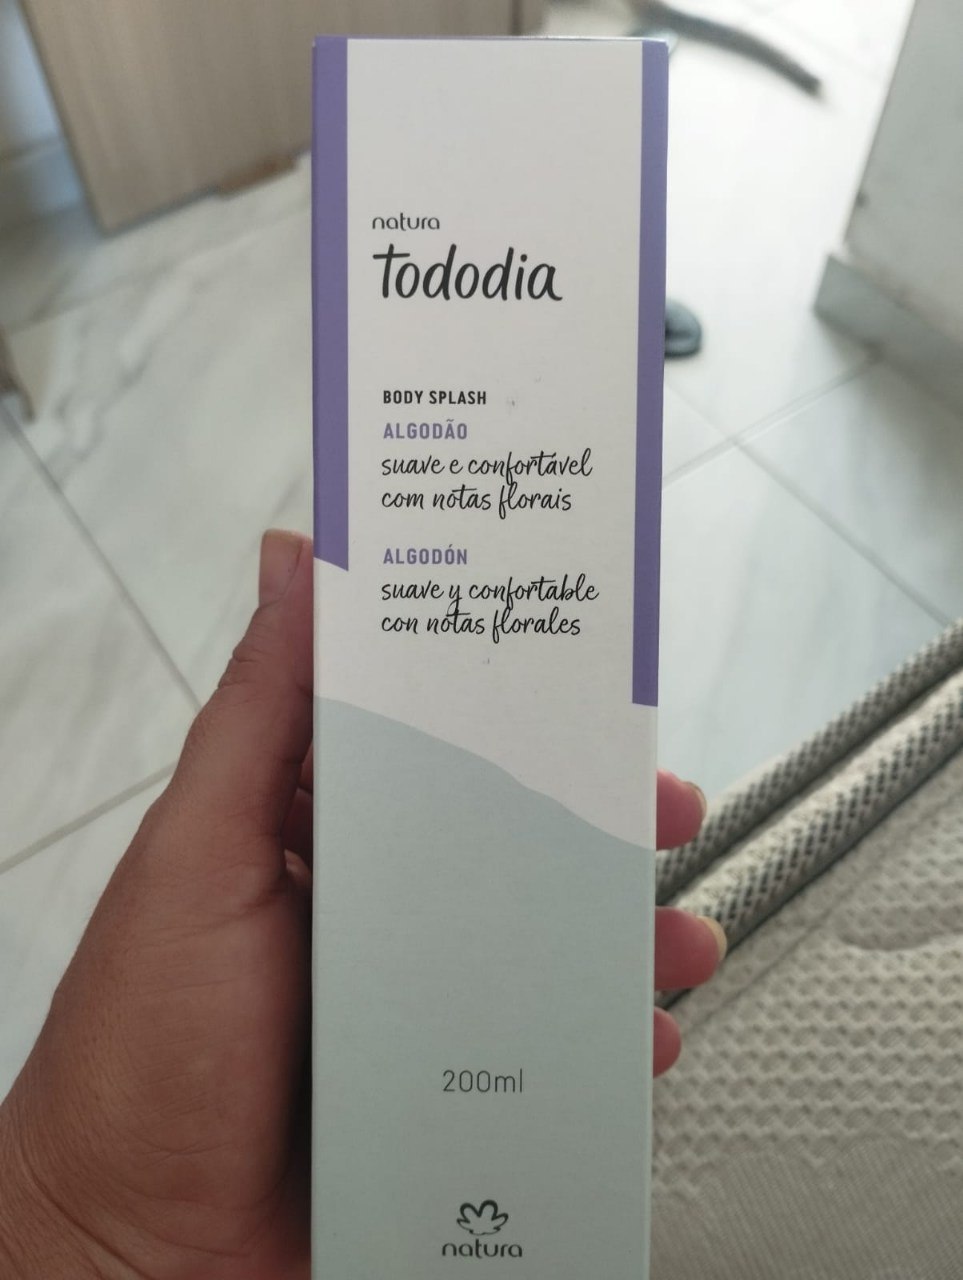 natura
tododia
BODY SPLASH
ALGODÃO
suave e confortável
com notas florais
ALGODÓN
suave y confortable
con notas florales
200ml
natura